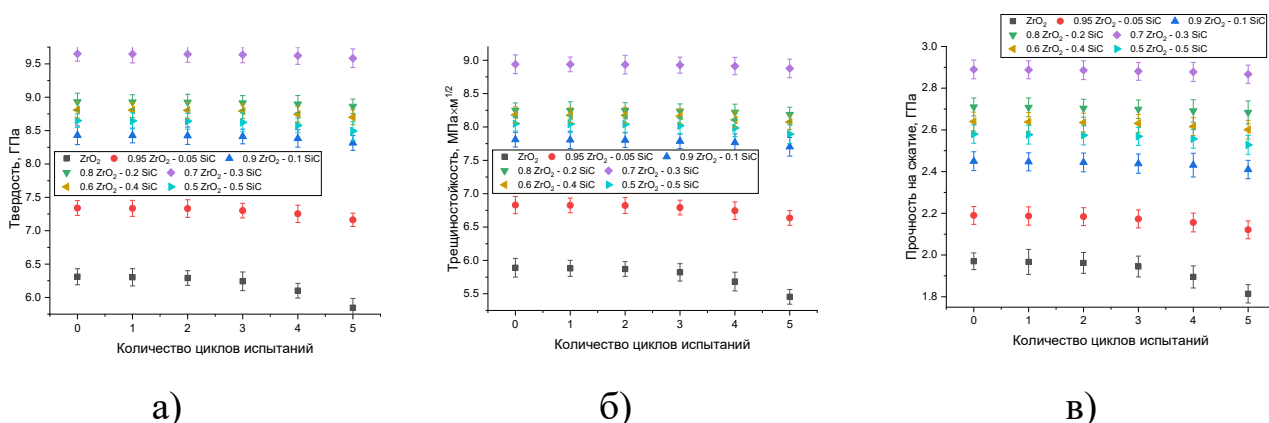 Твердость, ГПа
9.5
9.0
8.5
8.0
7.5
7.0
6.5
6.0
ZrO₂ 0.95 ZrO₂ - 0.05 SiC 0.9 ZrO₂ - 0.1 SiC
0.8 ZrO₂ - 0.2 SiC 0.7 ZrO₂ - 0.3 SiC
0.6 ZrO₂ - 0.4 SiC 0.5 ZrO₂ - 0.5 SiC
0 1 2 3 4 5
Количество циклов испытаний
а)
Трещиностойкость, МПа×м^1/2
9.0
8.5
8.0
7.5
7.0
6.5
6.0
5.5
ZrO₂ 0.95 ZrO₂ - 0.05 SiC 0.9 ZrO₂ - 0.1 SiC
0.8 ZrO₂ - 0.2 SiC 0.7 ZrO₂ - 0.3 SiC
0.6 ZrO₂ - 0.4 SiC 0.5 ZrO₂ - 0.5 SiC
0 1 2 3 4 5
Количество циклов испытаний
б)
ZrO₂ 0.95 ZrO₂ - 0.05 SiC 0.9 ZrO₂ - 0.1 SiC
0.8 ZrO₂ - 0.2 SiC 0.7 ZrO₂ - 0.3 SiC
0.6 ZrO₂ - 0.4 SiC 0.5 ZrO₂ - 0.5 SiC
Прочность на сжатие, ГПа
3.0
2.8
2.6
2.4
2.2
2.0
1.8
0 1 2 3 4 5
Количество циклов испытаний
в)